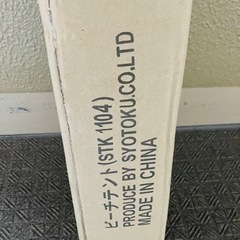 ビーチテント(STK 1104)
PRODUCE BY SYOTOKU.CO.LTD
MADE IN CHINA